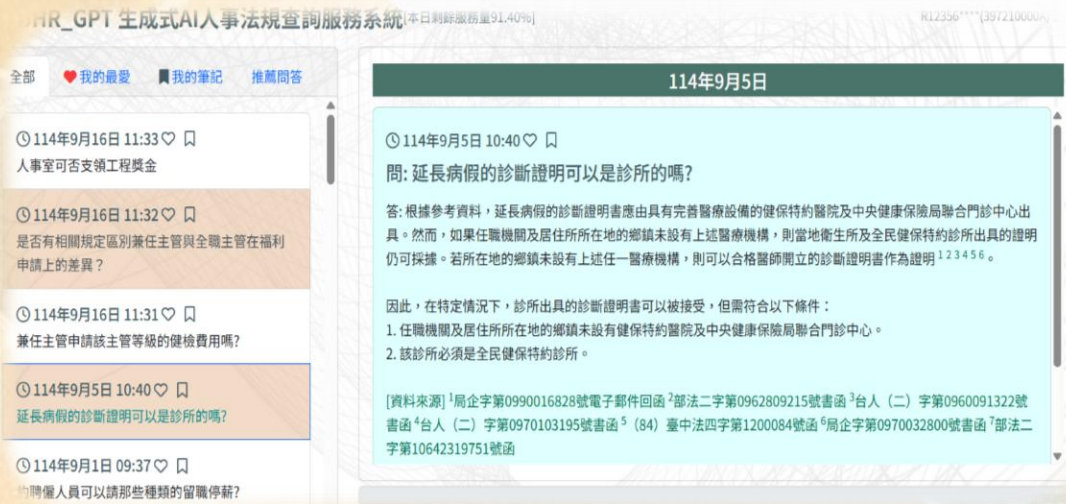 HR_GPT 生成式AI人事法規查詢服務系統[本日剩餘服務量91.40%]
R12356****(397210000A)
全部 我的最愛 我的筆記 推薦問答
114年9月16日 11:33
人事室可否支領工程獎金
114年9月16日 11:32
是否有相關規定區別兼任主管與全職主管在福利
申請上的差異？
114年9月16日 11:31
兼任主管申請該主管等級的健檢費用嗎?
114年9月5日 10:40
延長病假的診斷證明可以是診所的嗎?
114年9月1日 09:37
約聘僱人員可以請那些種類的留職停薪?
114年9月5日
114年9月5日 10:40
問: 延長病假的診斷證明可以是診所的嗎?
答: 根據參考資料，延長病假的診斷證明書應由具有完善醫療設備的健保特約醫院及中央健康保險局聯合門診中心出
具。然而，如果任職機關及居住所所在地的鄉鎮未設有上述醫療機構，則當地衛生所及全民健保特約診所出具的證明
仍可採據。若所在地的鄉鎮未設有上述任一醫療機構，則可以合格醫師開立的診斷證明書作為證明 1 2 3 4 5 6 。
因此，在特定情況下，診所出具的診斷證明書可以被接受，但需符合以下條件：
1. 任職機關及居住所所在地的鄉鎮未設有健保特約醫院及中央健康保險局聯合門診中心。
2. 該診所必須是全民健保特約診所。
[資料來源] 1局企字第0990016828號電子郵件回函 2部法二字第0962809215號書函 3台人（二）字第0960091322號
書函 4台人（二）字第0970103195號書函 5（84）臺中法四字第1200084號函 6局企字第0970032800號書函 7部法二
字第10642319751號函